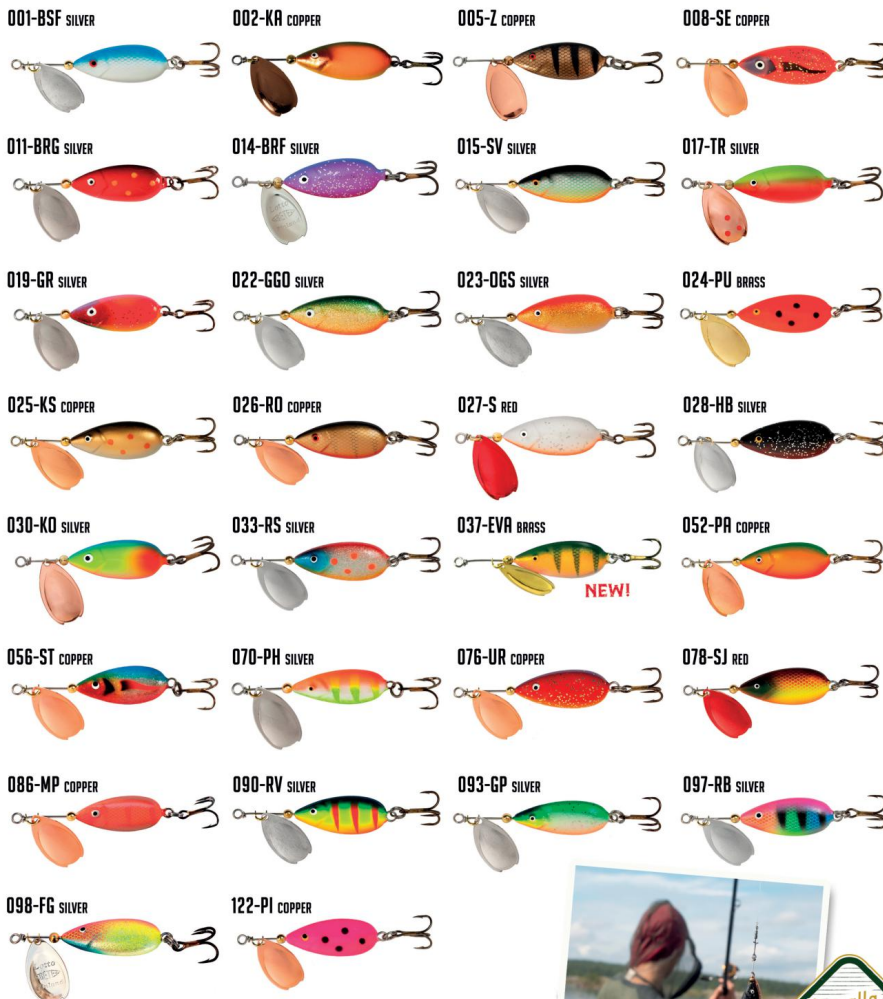 001-BSF SILVER
002-KA COPPER
005-Z COPPER
008-SE COPPER
011-BRG SILVER
014-BRF SILVER
015-SV SILVER
017-TR SILVER
019-GR SILVER
022-GGO SILVER
023-OGS SILVER
024-PU BRASS
025-KS COPPER
026-RO COPPER
027-S RED
028-HB SILVER
030-KO SILVER
033-RS SILVER
037-EVA BRASS
052-PA COPPER
NEW!
056-ST COPPER
070-PH SILVER
076-UR COPPER
078-SJ RED
086-MP COPPER
090-RV SILVER
093-GP SILVER
097-RB SILVER
098-FG SILVER
122-PI COPPER